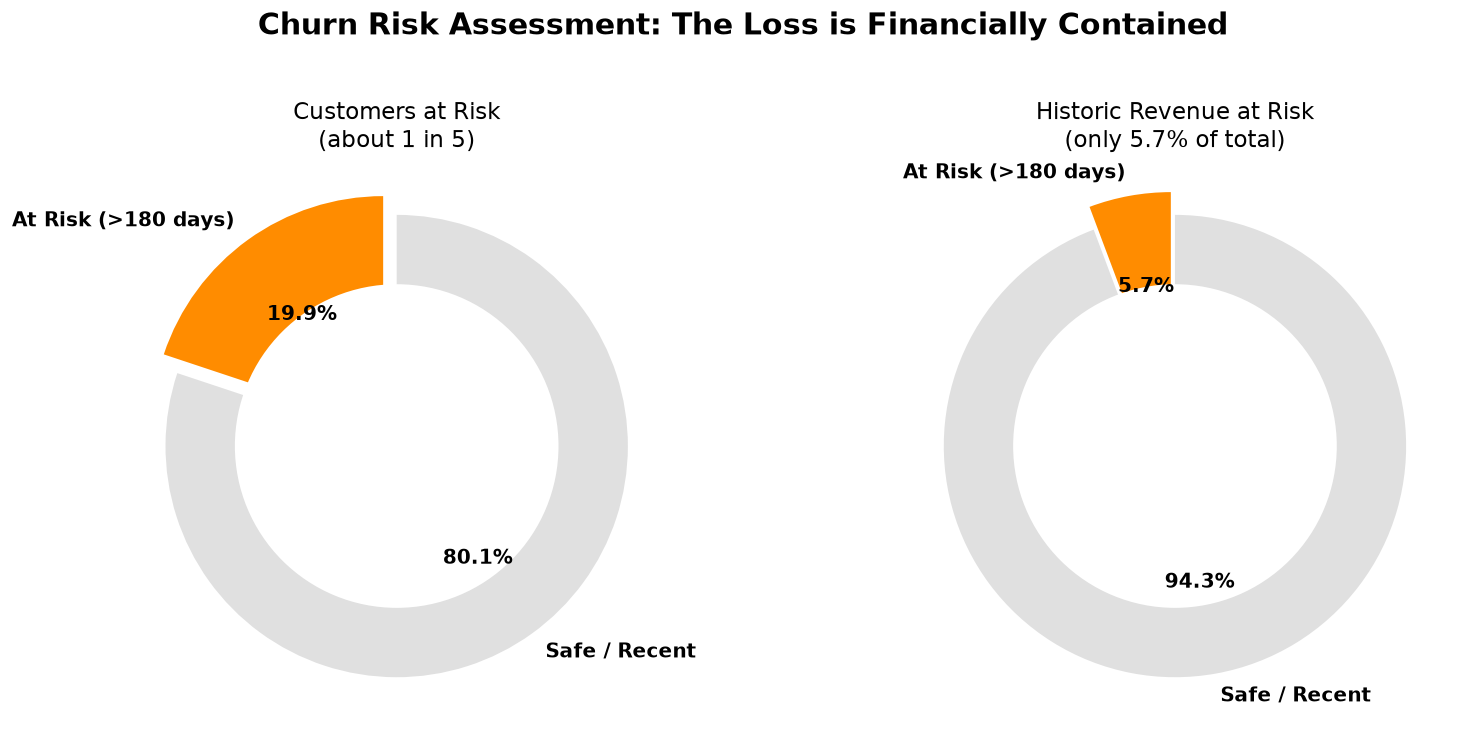 Churn Risk Assessment: The Loss is Financially Contained
Customers at Risk
(about 1 in 5)
At Risk (>180 days)
19.9%
80.1%
Safe / Recent
Historic Revenue at Risk
(only 5.7% of total)
At Risk (>180 days)
5.7%
94.3%
Safe / Recent